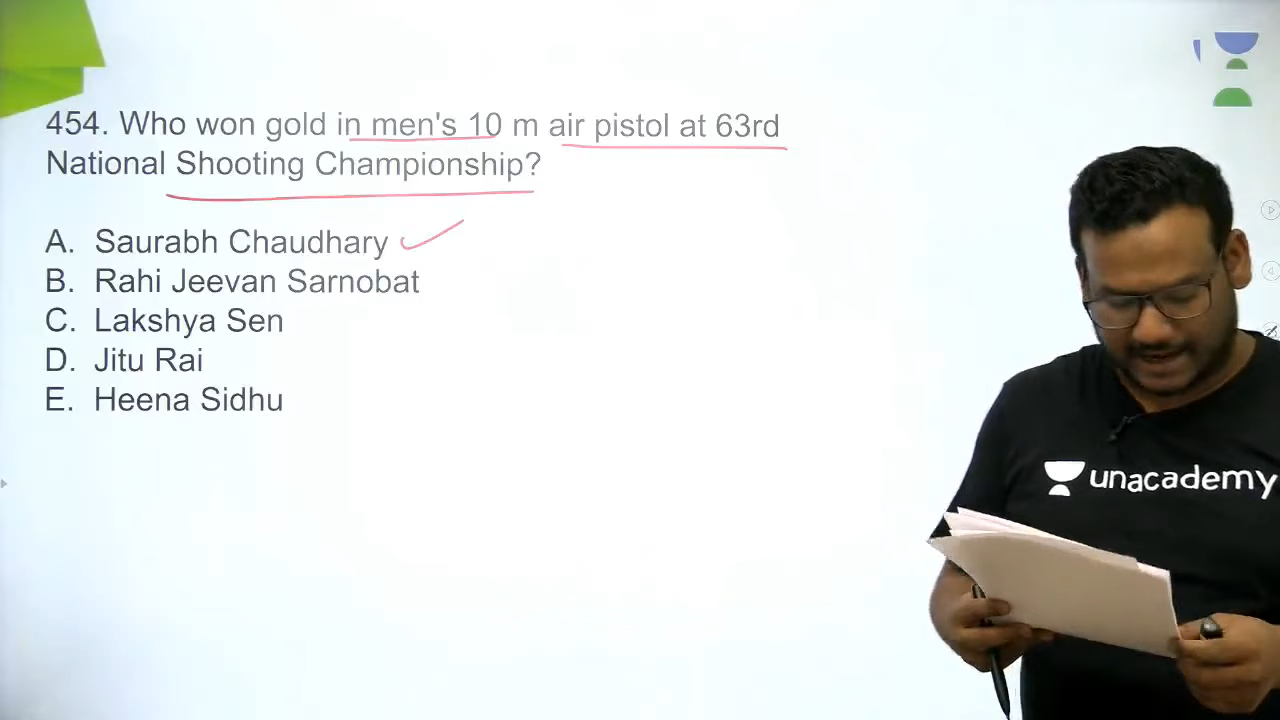 454. Who won gold in men's 10 m air pistol at 63rd
National Shooting Championship?
A. Saurabh Chaudhary
B. Rahi Jeevan Sarnobat
C. Lakshya Sen
D. Jitu Rai
E. Heena Sidhu
unacademy